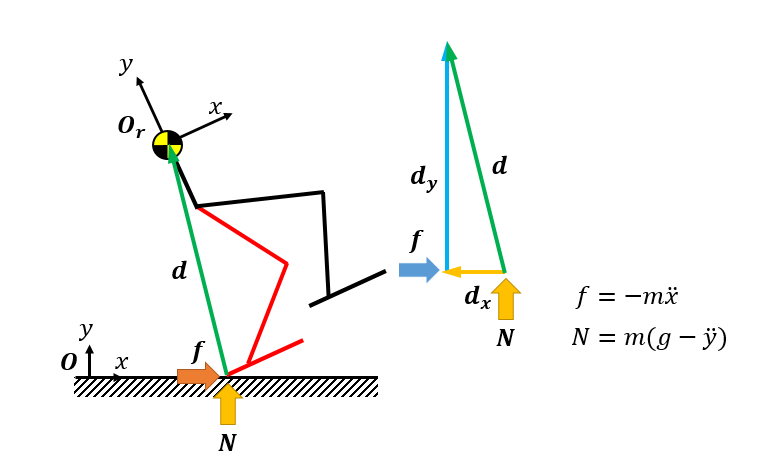 y
x
O_r
d_y
d
f
d
d_x
f = −mẍ
y
N
N = m(g − ÿ)
O
x
f
N